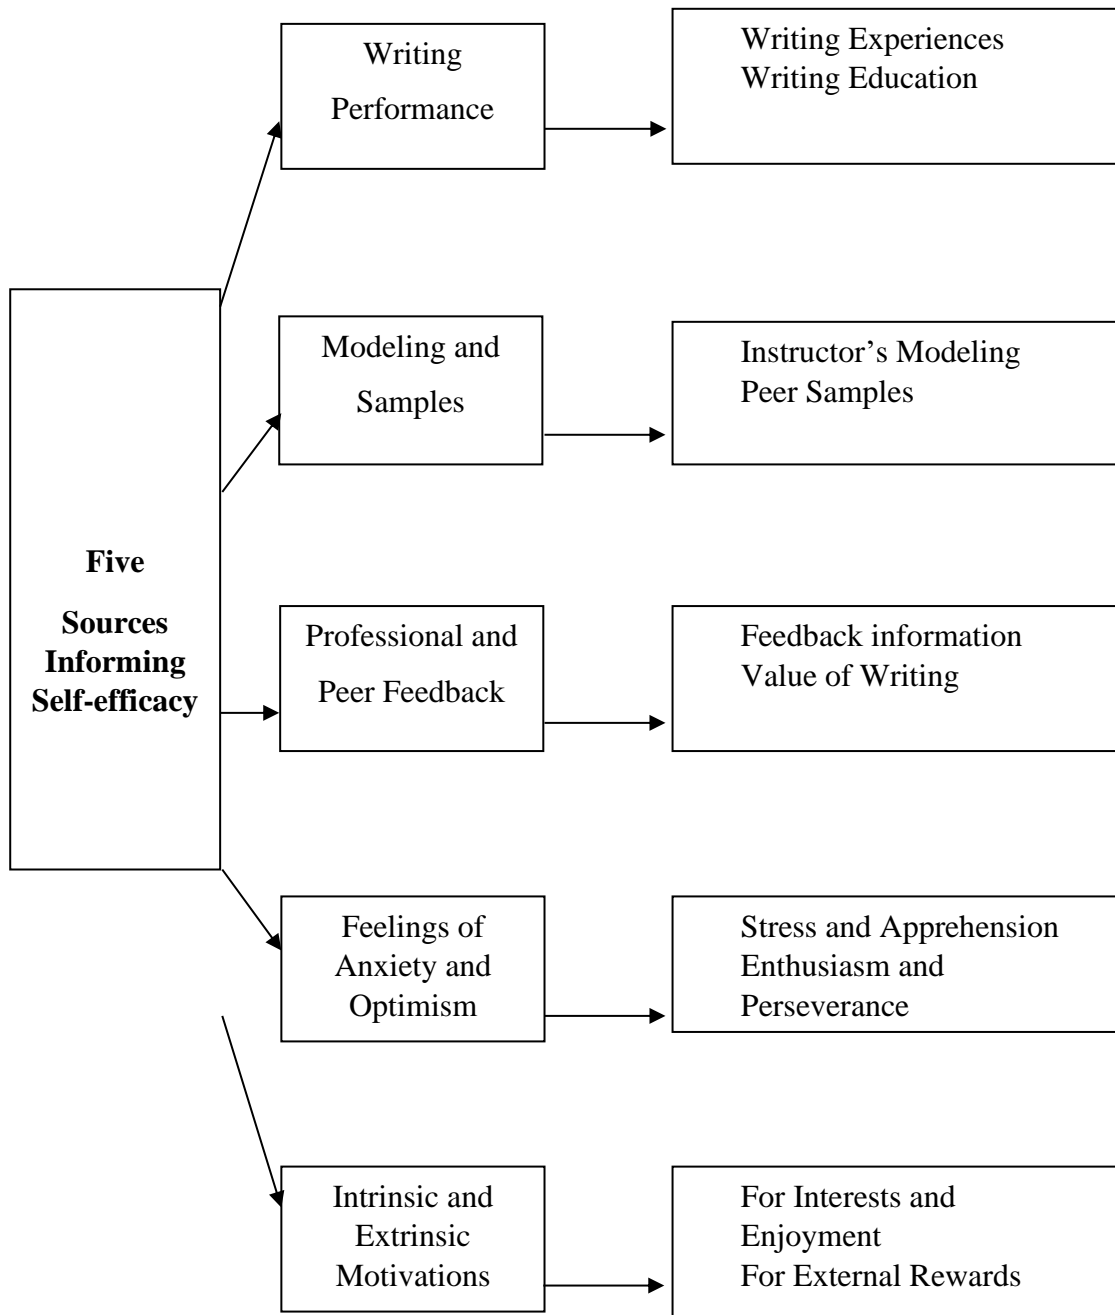 Writing
Performance
Writing Experiences
Writing Education
Five
Sources
Informing
Self-efficacy
Modeling and
Samples
Instructor’s Modeling
Peer Samples
Professional and
Peer Feedback
Feedback information
Value of Writing
Feelings of
Anxiety and
Optimism
Stress and Apprehension
Enthusiasm and
Perseverance
Intrinsic and
Extrinsic
Motivations
For Interests and
Enjoyment
For External Rewards